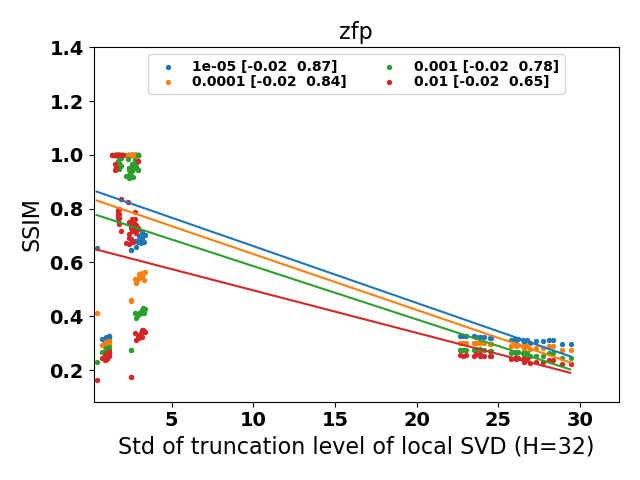 zfp
1e-05 [-0.02  0.87]
0.0001 [-0.02  0.84]
0.001 [-0.02  0.78]
0.01 [-0.02  0.65]
SSIM
1.4
1.2
1.0
0.8
0.6
0.4
0.2
5 10 15 20 25 30
Std of truncation level of local SVD (H=32)